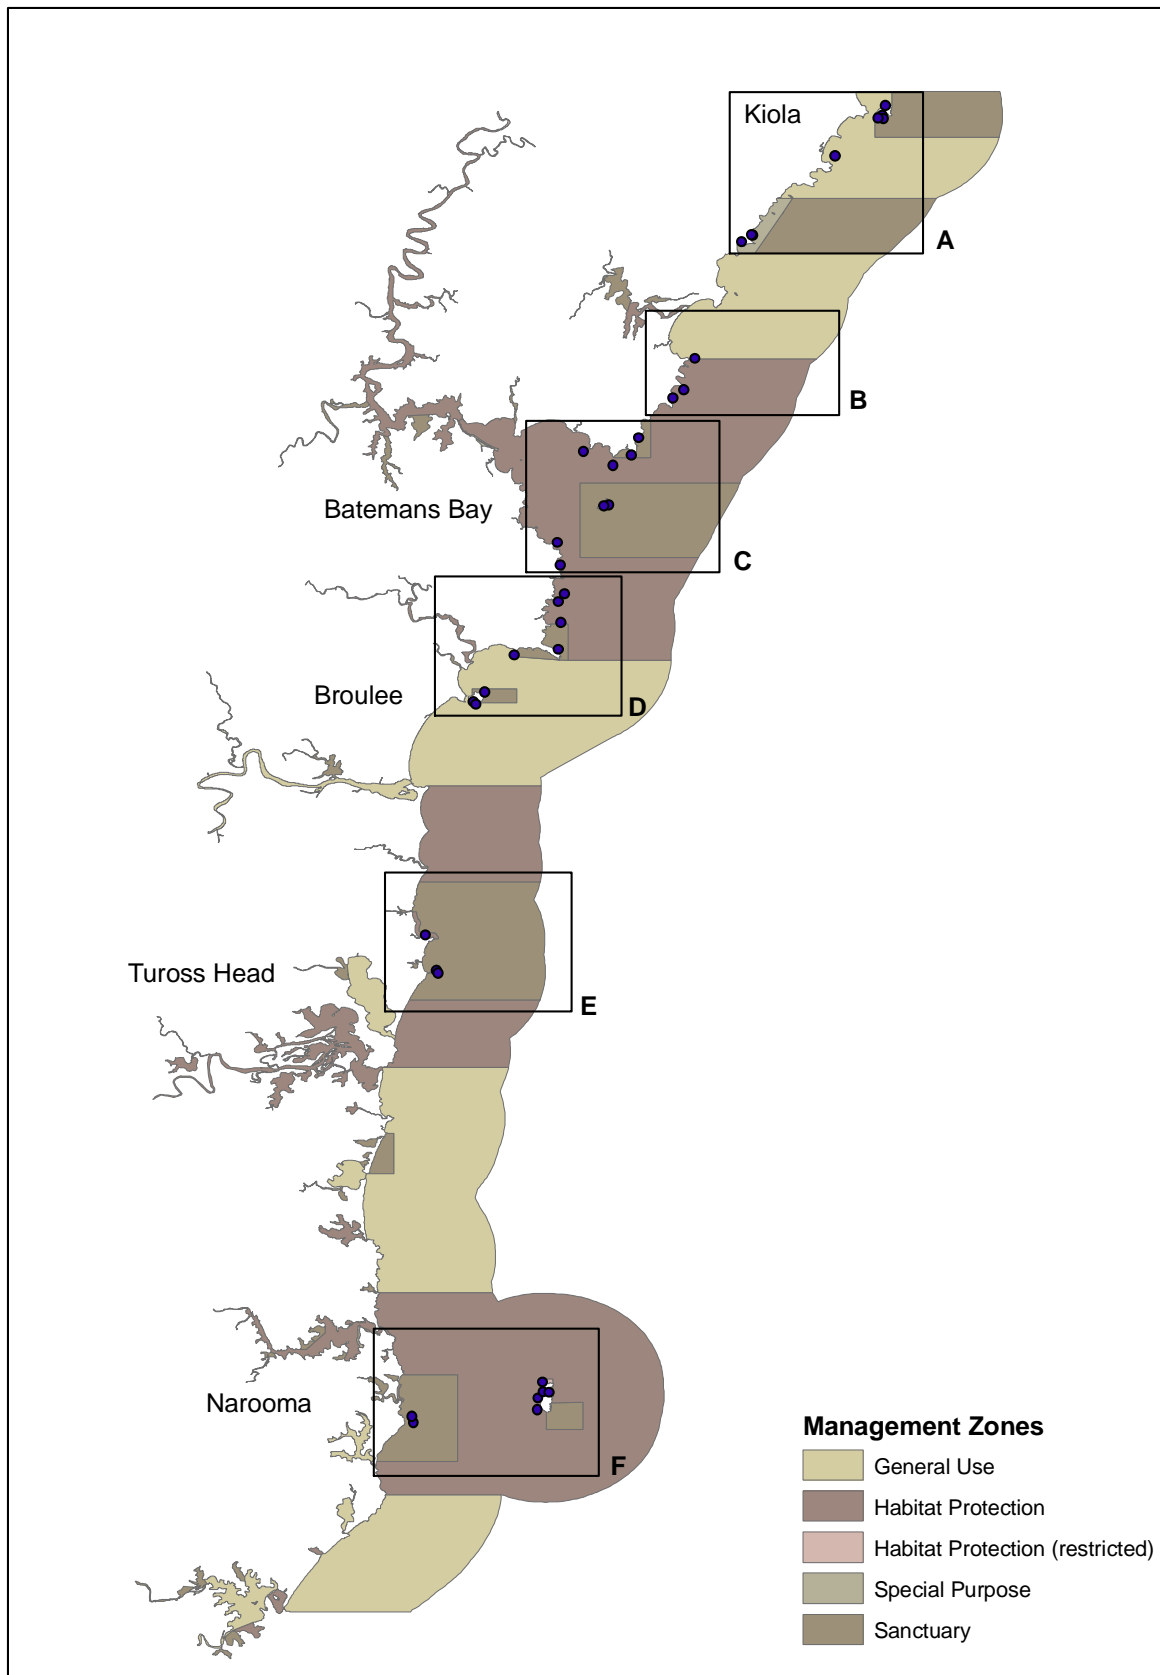 Kiola
A
B
Batemans Bay
C
Broulee
D
Tuross Head
E
Narooma
F
Management Zones
General Use
Habitat Protection
Habitat Protection (restricted)
Special Purpose
Sanctuary